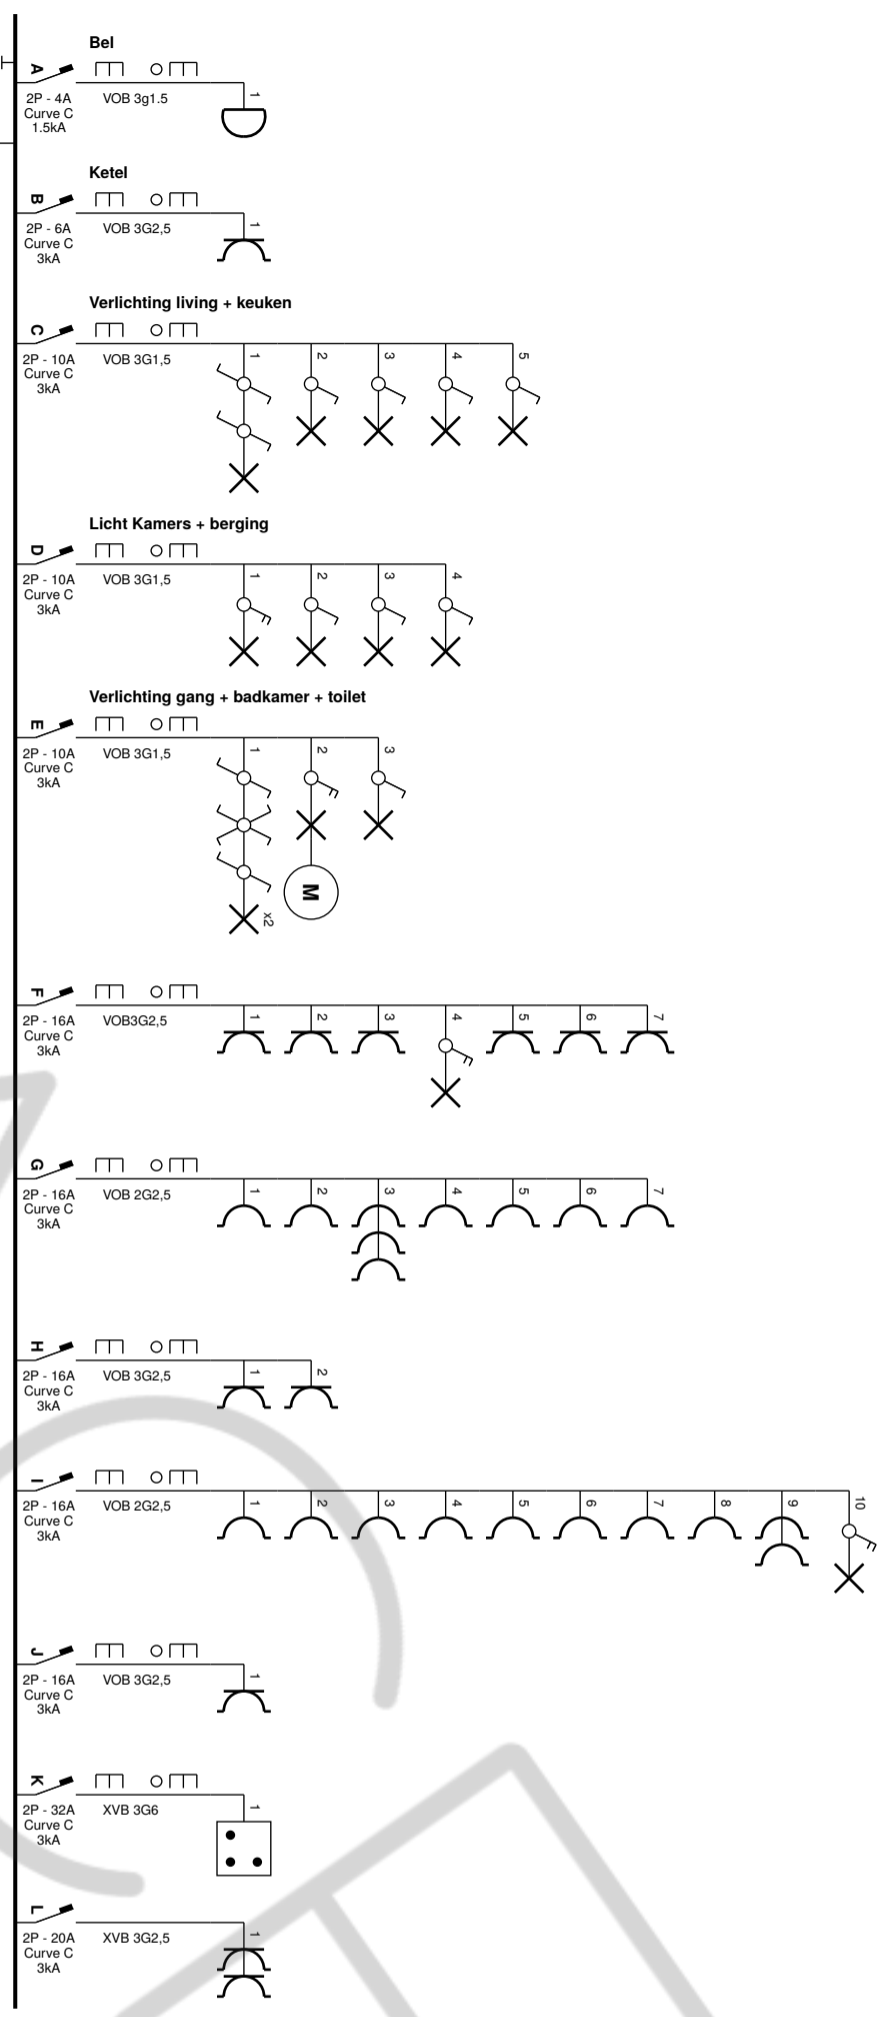 Bel
A
1
2P - 4A
Curve C
1.5kA
VOB 3g1.5
Ketel
B
1
2P - 6A
Curve C
3kA
VOB 3G2,5
Verlichting living + keuken
C
1 2 3 4 5
2P - 10A
Curve C
3kA
VOB 3G1,5
Licht Kamers + berging
D
1 2 3 4
2P - 10A
Curve C
3kA
VOB 3G1,5
Verlichting gang + badkamer + toilet
E
1 2 3
2P - 10A
Curve C
3kA
VOB 3G1,5
M
x2
F
1 2 3 4 5 6 7
2P - 16A
Curve C
3kA
VOB3G2,5
G
1 2 3 4 5 6 7
2P - 16A
Curve C
3kA
VOB 2G2,5
H
1 2
2P - 16A
Curve C
3kA
VOB 3G2,5
I
1 2 3 4 5 6 7 8 9 10
2P - 16A
Curve C
3kA
VOB 2G2,5
J
1
2P - 16A
Curve C
3kA
VOB 3G2,5
K
1
2P - 32A
Curve C
3kA
XVB 3G6
L
1
2P - 20A
Curve C
3kA
XVB 3G2,5